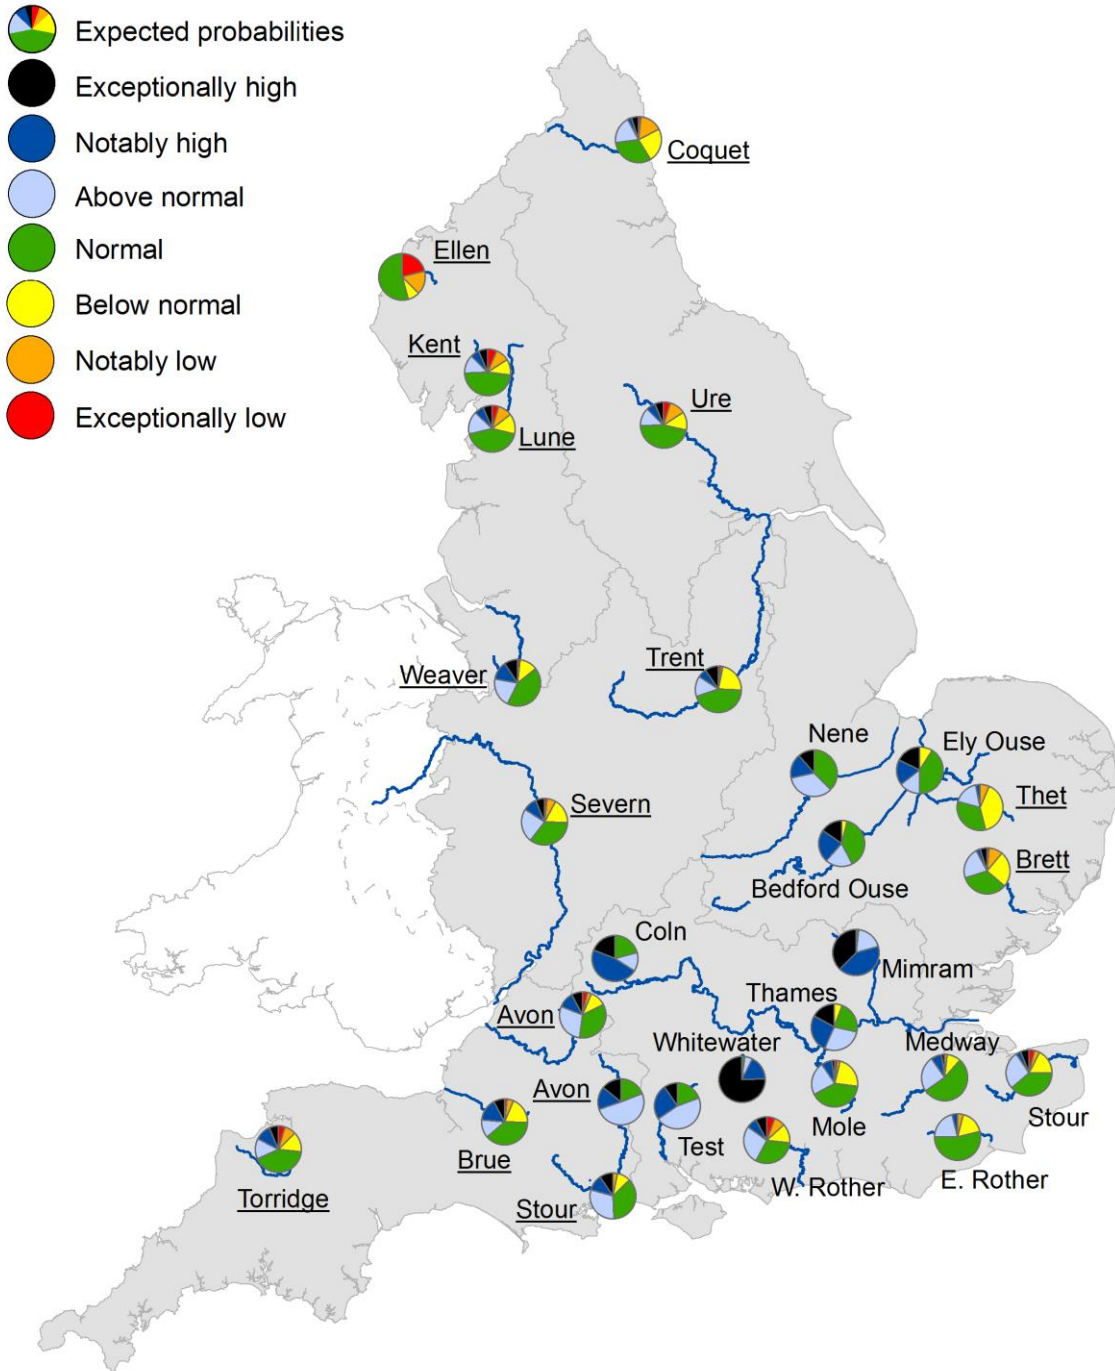 Expected probabilities
Exceptionally high
Notably high
Above normal
Normal
Below normal
Notably low
Exceptionally low
Coquet
Ellen
Kent
Ure
Lune
Weaver
Trent
Nene
Ely Ouse
Severn
Thet
Brett
Bedford Ouse
Coln
Mimram
Avon
Thames
Whitewater
Medway
Avon
Mole
Stour
Test
Brue
W. Rother
E. Rother
Torridge
Stour